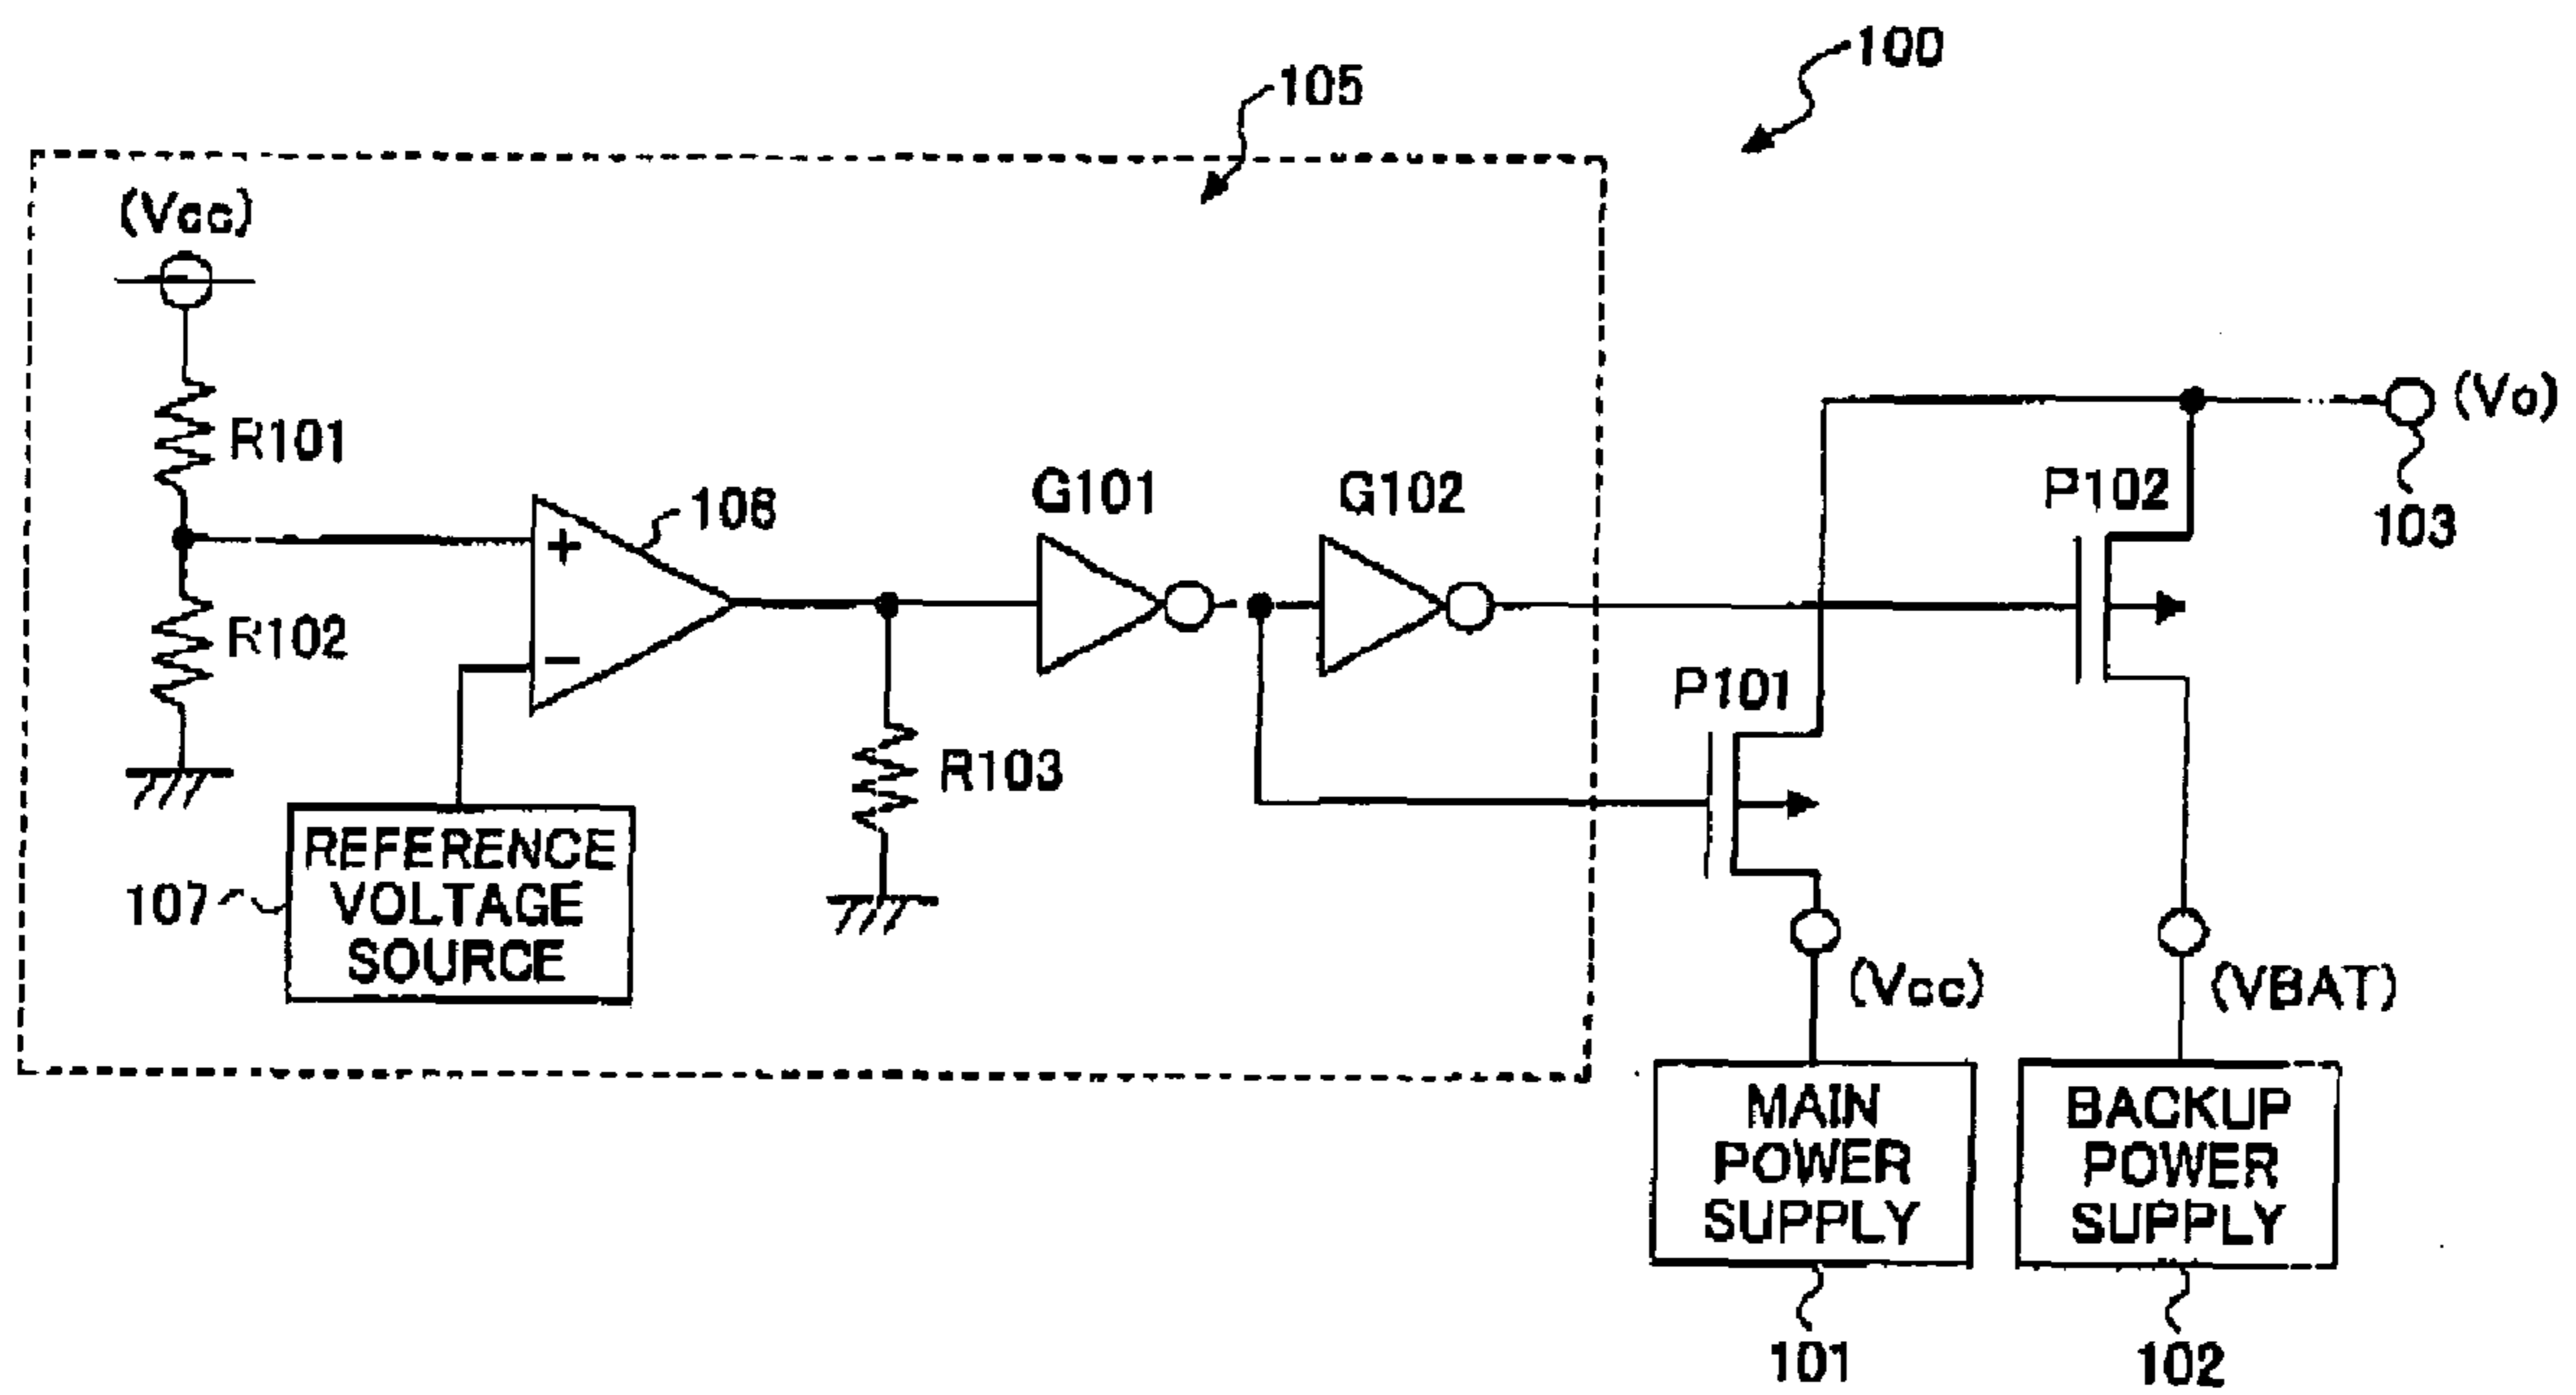 100
105
(Vcc)
R101
(Vo)
103
P102
G101
G102
106
+
R102
−
P101
R103
REFERENCE
VOLTAGE
SOURCE
107
(Vcc)
(VBAT)
MAIN
POWER
SUPPLY
BACKUP
POWER
SUPPLY
101
102